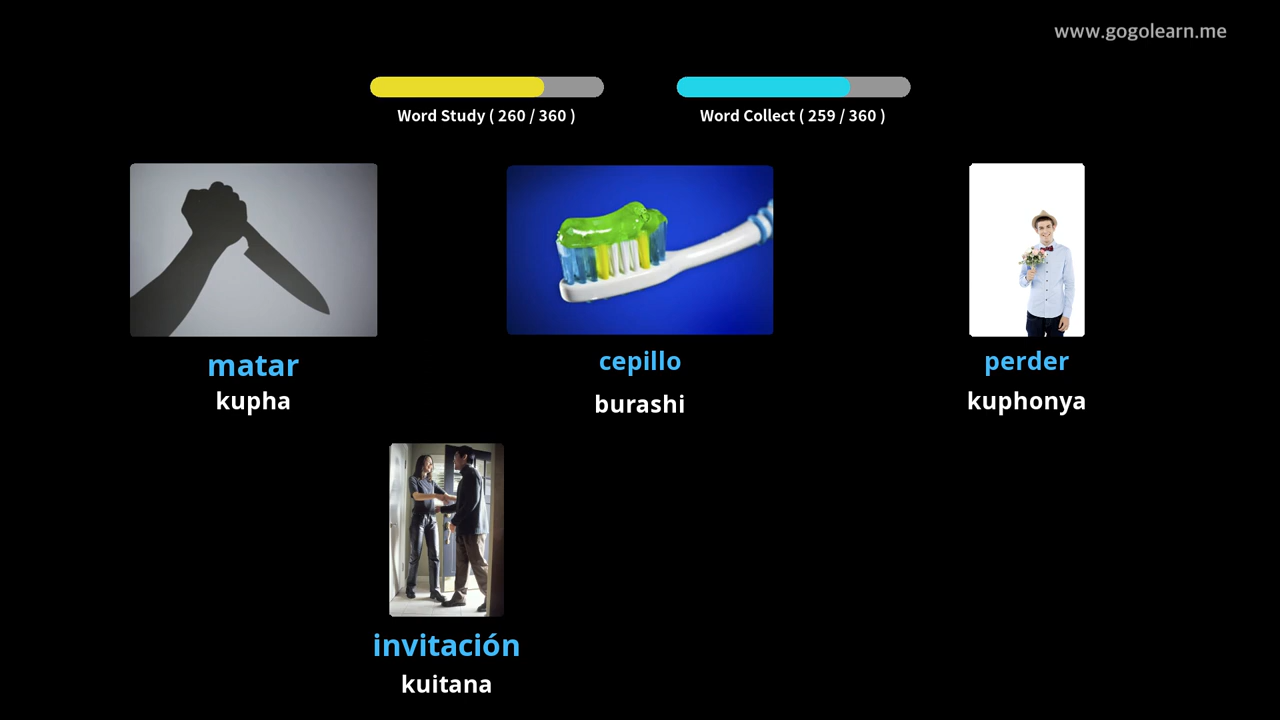 www.gogolearn.me
Word Study ( 260 / 360 )
Word Collect ( 259 / 360 )
matar
kupha
cepillo
burashi
perder
kuphonya
invitación
kuitana